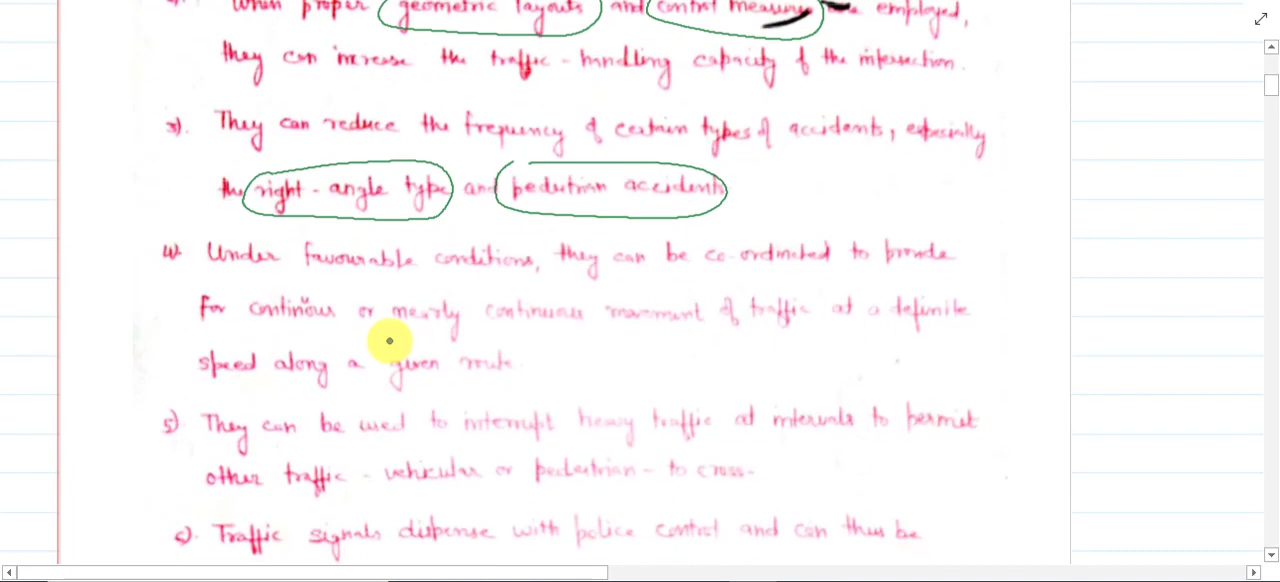 When proper geometric layouts and control measures are employed,
they can increase the traffic - handling capacity of the intersection.
3). They can reduce the frequency of certain types of accidents, especially
the right - angle type and pedestrian accidents
4. Under favourable conditions, they can be co-ordinated to provide
for continous or nearly continuous movement of traffic at a definite
speed along a given route.
5). They can be used to interrupt heavy traffic at intervals to permit
other traffic - vehicular or pedestrian - to cross.
6). Traffic signals dispense with police control and can thus be